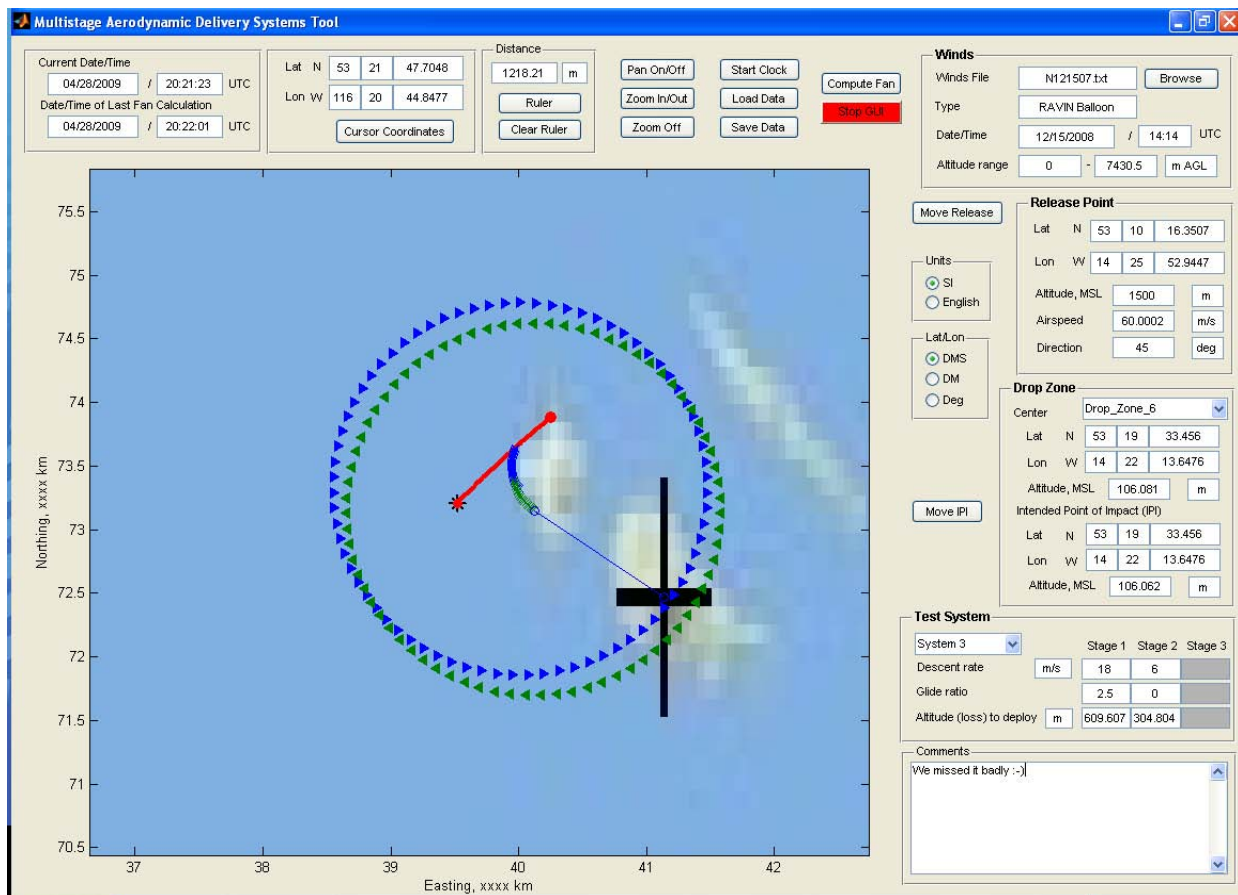 Multistage Aerodynamic Delivery Systems Tool
Current Date/Time
04/28/2009 / 20:21:23 UTC
Date/Time of Last Fan Calculation
04/28/2009 / 20:22:01 UTC
Lat N 53 21 47.7048
Lon W 116 20 44.8477
Cursor Coordinates
Distance
1218.21 m
Ruler
Clear Ruler
Pan On/Off
Zoom In/Out
Zoom Off
Start Clock
Load Data
Save Data
Compute Fan
Stop GUI
Winds
Winds File N121507.txt Browse
Type RAVIN Balloon
Date/Time 12/15/2008 / 14:14 UTC
Altitude range 0 - 7430.5 m AGL
Move Release
Release Point
Lat N 53 10 16.3507
Lon W 14 25 52.9447
Altitude, MSL 1500 m
Airspeed 60.0002 m/s
Direction 45 deg
Units
SI
English
Lat/Lon
DMS
DM
Deg
Drop Zone
Center Drop_Zone_6
Lat N 53 19 33.456
Lon W 14 22 13.6476
Altitude, MSL 106.081 m
Move IPI
Intended Point of Impact (IPI)
Lat N 53 19 33.456
Lon W 14 22 13.6476
Altitude, MSL 106.062 m
Test System
System 3 Stage 1 Stage 2 Stage 3
Descent rate m/s 18 6
Glide ratio 2.5 0
Altitude (loss) to deploy m 609.607 304.804
Comments
We missed it badly :-)
75.5
75
74.5
74
73.5
73
72.5
72
71.5
71
70.5
Northing, xxxx km
37 38 39 40 41 42
Easting, xxxx km